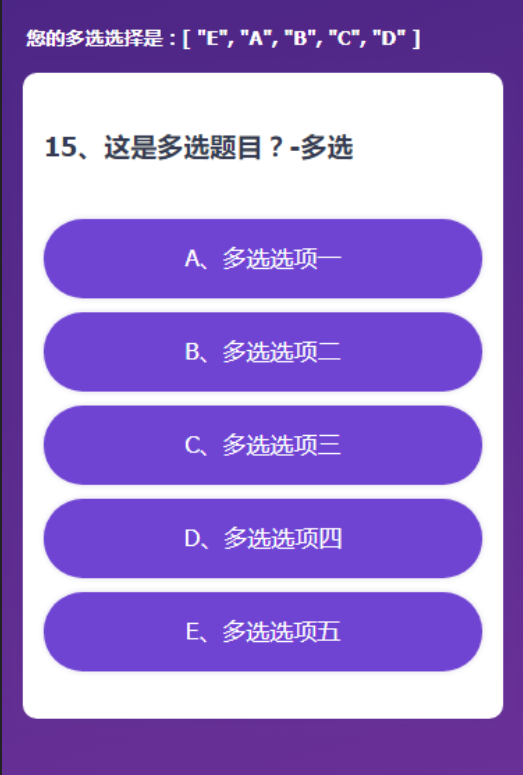 您的多选选择是：[ "E", "A", "B", "C", "D" ]
15、这是多选题目？-多选
A、多选选项一
B、多选选项二
C、多选选项三
D、多选选项四
E、多选选项五